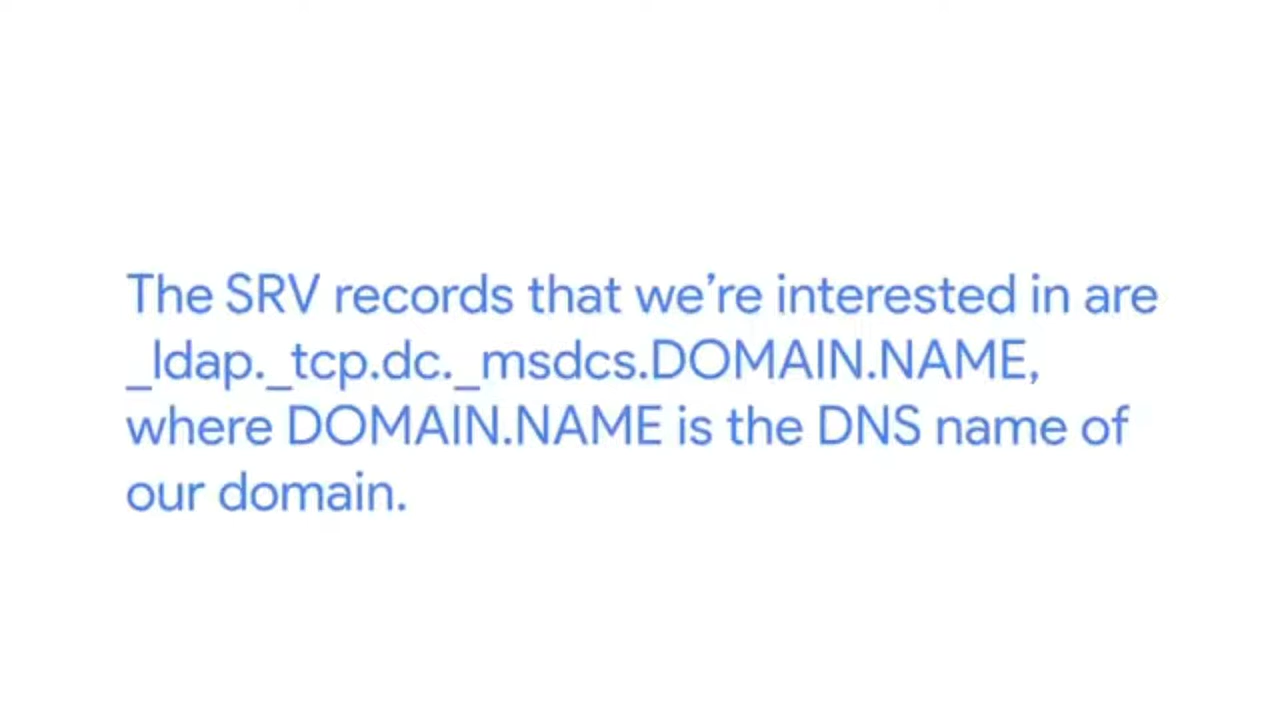 The SRV records that we’re interested in are
_ldap._tcp.dc._msdcs.DOMAIN.NAME,
where DOMAIN.NAME is the DNS name of
our domain.